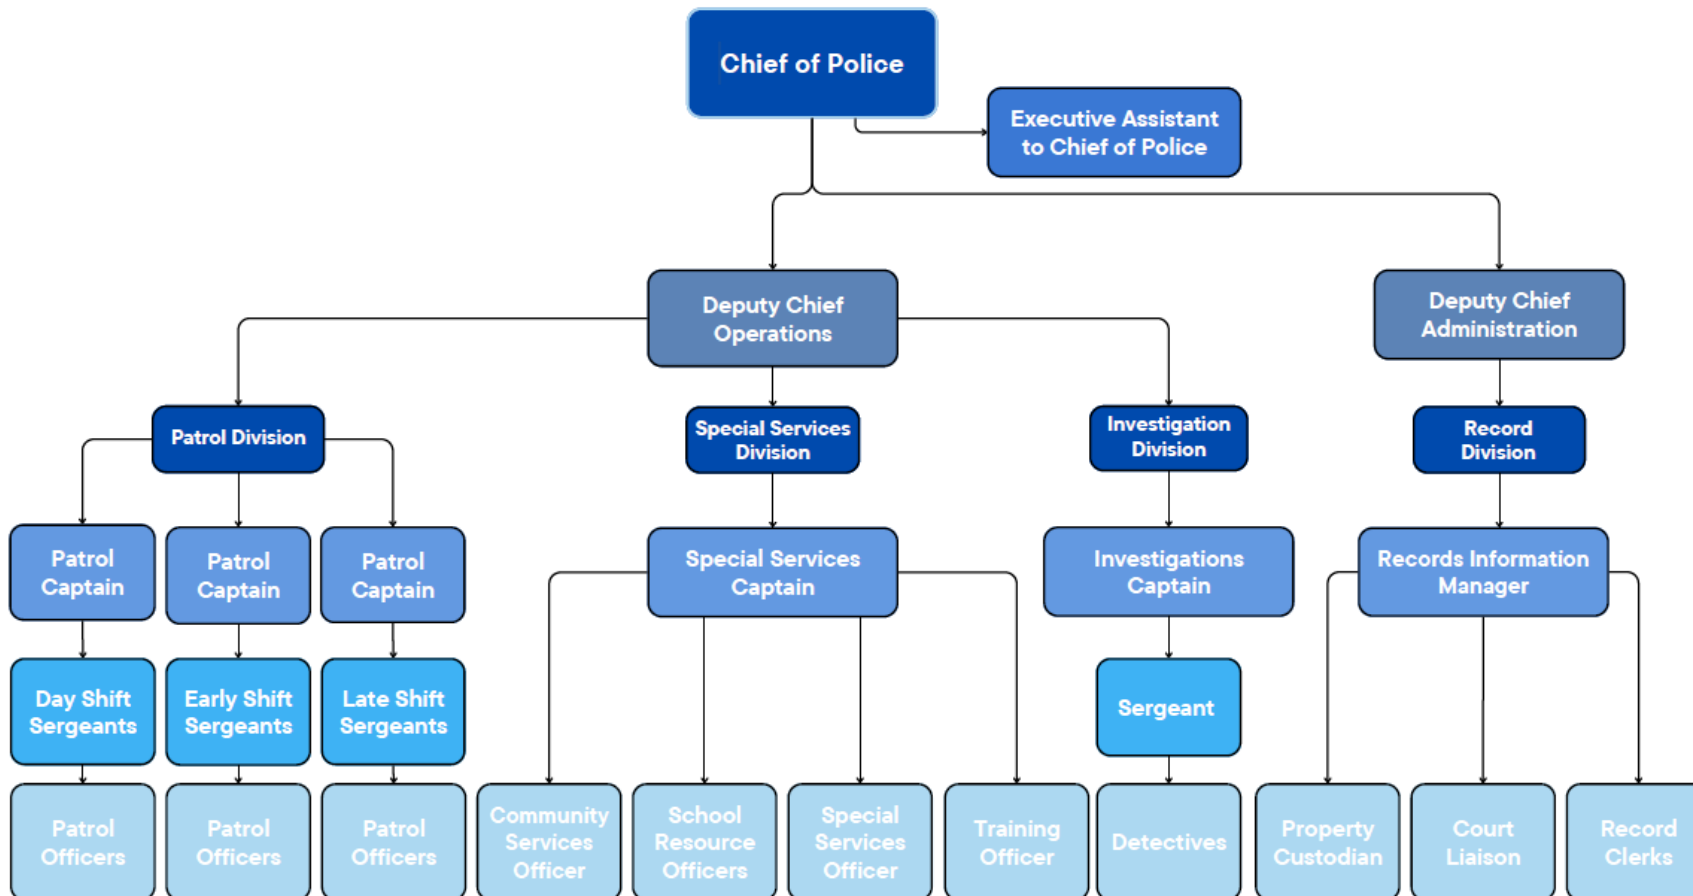 Chief of Police
Executive Assistant
to Chief of Police
Deputy Chief
Operations
Deputy Chief
Administration
Patrol Division
Special Services
Division
Investigation
Division
Record
Division
Patrol
Captain
Patrol
Captain
Patrol
Captain
Special Services
Captain
Investigations
Captain
Records Information
Manager
Day Shift
Sergeants
Early Shift
Sergeants
Late Shift
Sergeants
Sergeant
Patrol
Officers
Patrol
Officers
Patrol
Officers
Community
Services
Officer
School
Resource
Officers
Special
Services
Officer
Training
Officer
Detectives
Property
Custodian
Court
Liaison
Record
Clerks